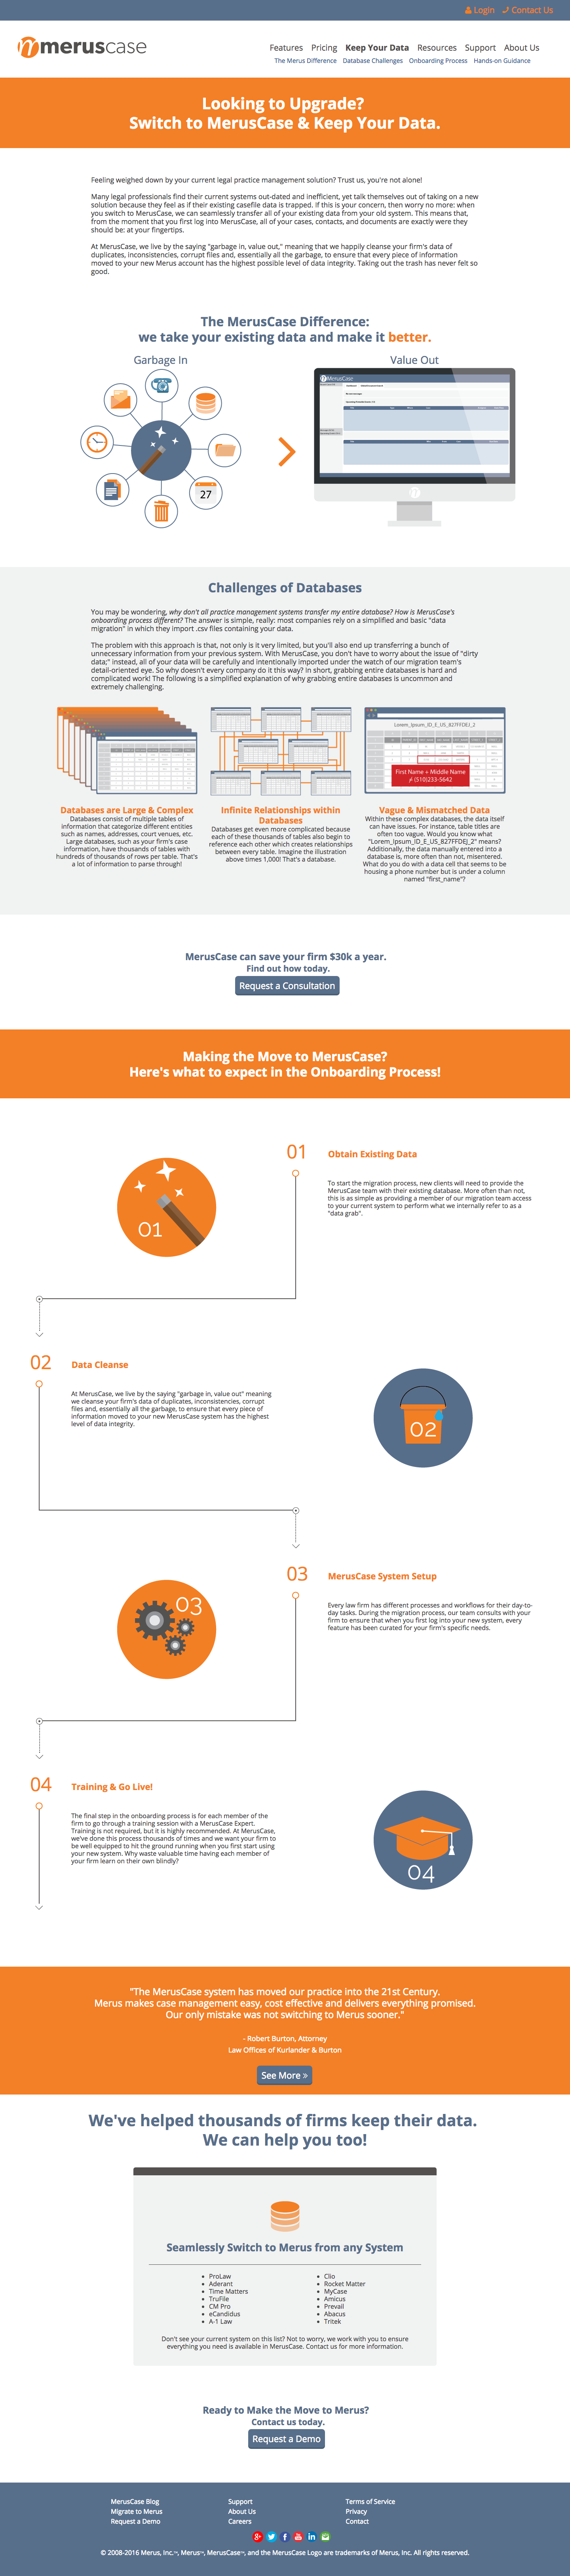 Login Contact Us
meruscase
Features Pricing Keep Your Data Resources Support About Us
The Merus Difference Database Challenges Onboarding Process Hands-on Guidance
Looking to Upgrade?
Switch to MerusCase & Keep Your Data.
Feeling weighed down by your current legal practice management solution? Trust us, you're not alone!
Many legal professionals find their current systems out-dated and inefficient, yet talk themselves out of taking on a new
solution because they feel as if their existing casefile data is trapped. If this is your concern, then worry no more: when
you switch to MerusCase, we can seamlessly transfer all of your existing data from your old system. This means that,
from the moment that you first log into MerusCase, all of your cases, contacts, and documents are exactly were they
should be: at your fingertips.
At MerusCase, we live by the saying "garbage in, value out," meaning that we happily cleanse your firm's data of
duplicates, inconsistencies, corrupt files and, essentially all the garbage, to ensure that every piece of information
moved to your new Merus account has the highest possible level of data integrity. Taking out the trash has never felt so
good.
The MerusCase Difference:
we take your existing data and make it better.
Garbage In
Value Out
MerusCase
27
Challenges of Databases
You may be wondering, why don't all practice management systems transfer my entire database? How is MerusCase's
onboarding process different? The answer is simple, really: most companies rely on a simplified and basic "data
migration" in which they import .csv files containing your data.
The problem with this approach is that, not only is it very limited, but you'll also end up transferring a bunch of
unnecessary information from your previous system. With MerusCase, you don't have to worry about the issue of "dirty
data;" instead, all of your data will be carefully and intentionally imported under the watch of our migration team's
detail-oriented eye. So why doesn't every company do it this way? In short, grabbing entire databases is hard and
complicated work! The following is a simplified explanation of why grabbing entire databases is uncommon and
extremely challenging.
Lorem_Ipsum_ID_E_US_827FFDEJ_2
First Name + Middle Name
≠ (510)233-5642
Databases are Large & Complex
Databases consist of multiple tables of
information that categorize different entities
such as names, addresses, court venues, etc.
Large databases, such as your firm's case
information, have thousands of tables with
hundreds of thousands of rows per table. That's
a lot of information to parse through!
Infinite Relationships within
Databases
Databases get even more complicated because
each of these thousands of tables also begin to
reference each other which creates relationships
between every table. Imagine the illustration
above times 1,000! That's a database.
Vague & Mismatched Data
Within these complex databases, the data itself
can have issues. For instance, table titles are
often too vague. Would you know what
"Lorem_Ipsum_ID_E_US_827FFDEJ_2" means?
Additionally, the data manually entered into a
database is, more often than not, misentered.
What do you do with a data cell that seems to be
housing a phone number but is under a column
named "first_name"?
MerusCase can save your firm $30k a year.
Find out how today.
Request a Consultation
Making the Move to MerusCase?
Here's what to expect in the Onboarding Process!
01
01 Obtain Existing Data
To start the migration process, new clients will need to provide the
MerusCase team with their existing database. More often than not,
this is as simple as providing a member of our migration team access
to your current system to perform what we internally refer to as a
"data grab".
02 Data Cleanse
At MerusCase, we live by the saying "garbage in, value out" meaning
we cleanse your firm's data of duplicates, inconsistencies, corrupt
files and, essentially all the garbage, to ensure that every piece of
information moved to your new MerusCase system has the highest
level of data integrity.
02
03
03 MerusCase System Setup
Every law firm has different processes and workflows for their day-to-
day tasks. During the migration process, our team consults with your
firm to ensure that when you first log into your new system, every
feature has been curated for your firm's specific needs.
04 Training & Go Live!
The final step in the onboarding process is for each member of the
firm to go through a training session with a MerusCase Expert.
Training is not required, but it is highly recommended. At MerusCase,
we've done this process thousands of times and we want your firm to
be well equipped to hit the ground running when you first start using
your new system. Why waste valuable time having each member of
your firm learn on their own blindly?
04
"The MerusCase system has moved our practice into the 21st Century.
Merus makes case management easy, cost effective and delivers everything promised.
Our only mistake was not switching to Merus sooner."
- Robert Burton, Attorney
Law Offices of Kurlander & Burton
See More »
We've helped thousands of firms keep their data.
We can help you too!
Seamlessly Switch to Merus from any System
ProLaw
Aderant
Time Matters
TruFile
CM Pro
eCandidus
A-1 Law
Clio
Rocket Matter
MyCase
Amicus
Prevail
Abacus
Tritek
Don't see your current system on this list? Not to worry, we work with you to ensure
everything you need is available in MerusCase. Contact us for more information.
Ready to Make the Move to Merus?
Contact us today.
Request a Demo
MerusCase Blog Support Terms of Service
Migrate to Merus About Us Privacy
Request a Demo Careers Contact
© 2008-2016 Merus, Inc.™, Merus™, MerusCase™, and the MerusCase Logo are trademarks of Merus, Inc. All rights reserved.